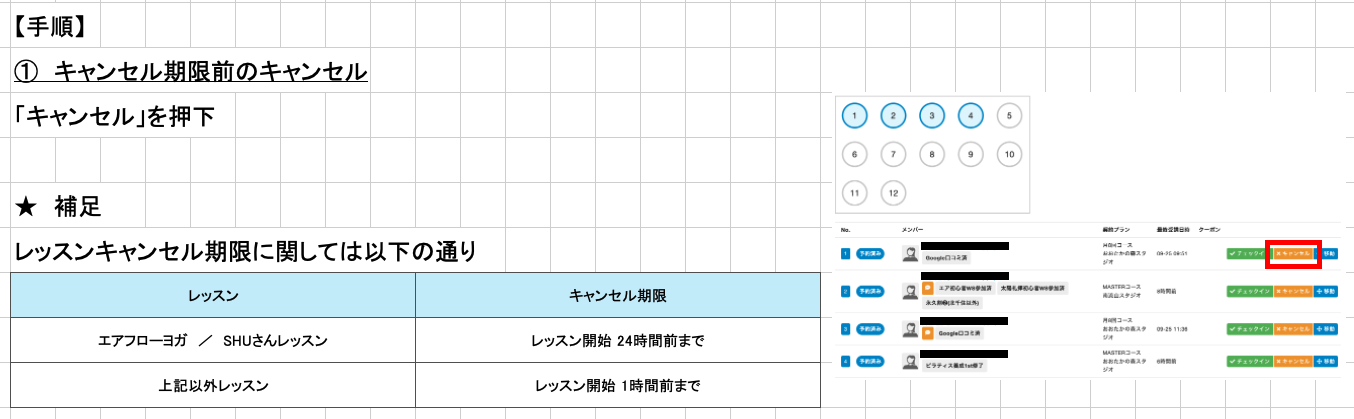 【手順】
① キャンセル期限前のキャンセル
「キャンセル」を押下
★ 補足
レッスンキャンセル期限に関しては以下の通り
レッスン キャンセル期限
エアフローヨガ ／ SHUさんレッスン レッスン開始 24時間前まで
上記以外レッスン レッスン開始 1時間前まで
1 2 3 4 5
6 7 8 9 10
11 12
No. メンバー 契約プラン 最終受講日時 クーポン
1 予約済み Google口コミ済 コース おおたかの森スタジオ 09-25 09:51 チェックイン キャンセル 移動
2 予約済み エア初心者WS参加済 太陽礼拝初心者WS参加済 MASTERコース 南流山スタジオ 8時間前 チェックイン キャンセル 移動
3 予約済み Google口コミ済 コース おおたかの森スタジオ 09-25 11:36 チェックイン キャンセル 移動
4 予約済み ピラティス養成1st修了 MASTERコース おおたかの森スタジオ 6時間前 チェックイン キャンセル 移動